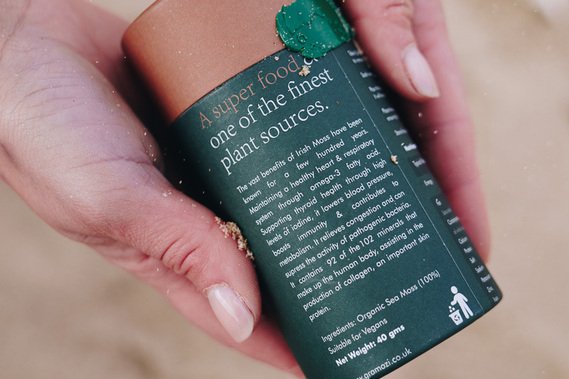 A super food,
one of the finest
plant sources.
The vast benefits of Irish Moss have been
known for a few hundred years.
Maintaining a healthy heart & respiratory
system through omega-3 fatty acid.
Supporting thyroid health through high
levels of iodine, it lowers blood pressure,
boosts immunity & contributes to
metabolism. It relieves congestion and can
supress the activity of pathogenic bacteria.
It contains 92 of the 102 minerals that
make up the human body, assisting in the
production of collagen, an important skin
protein.
Ingredients: Organic Sea Moss (100%)
Suitable for Vegans
Net Weight: 40 gms